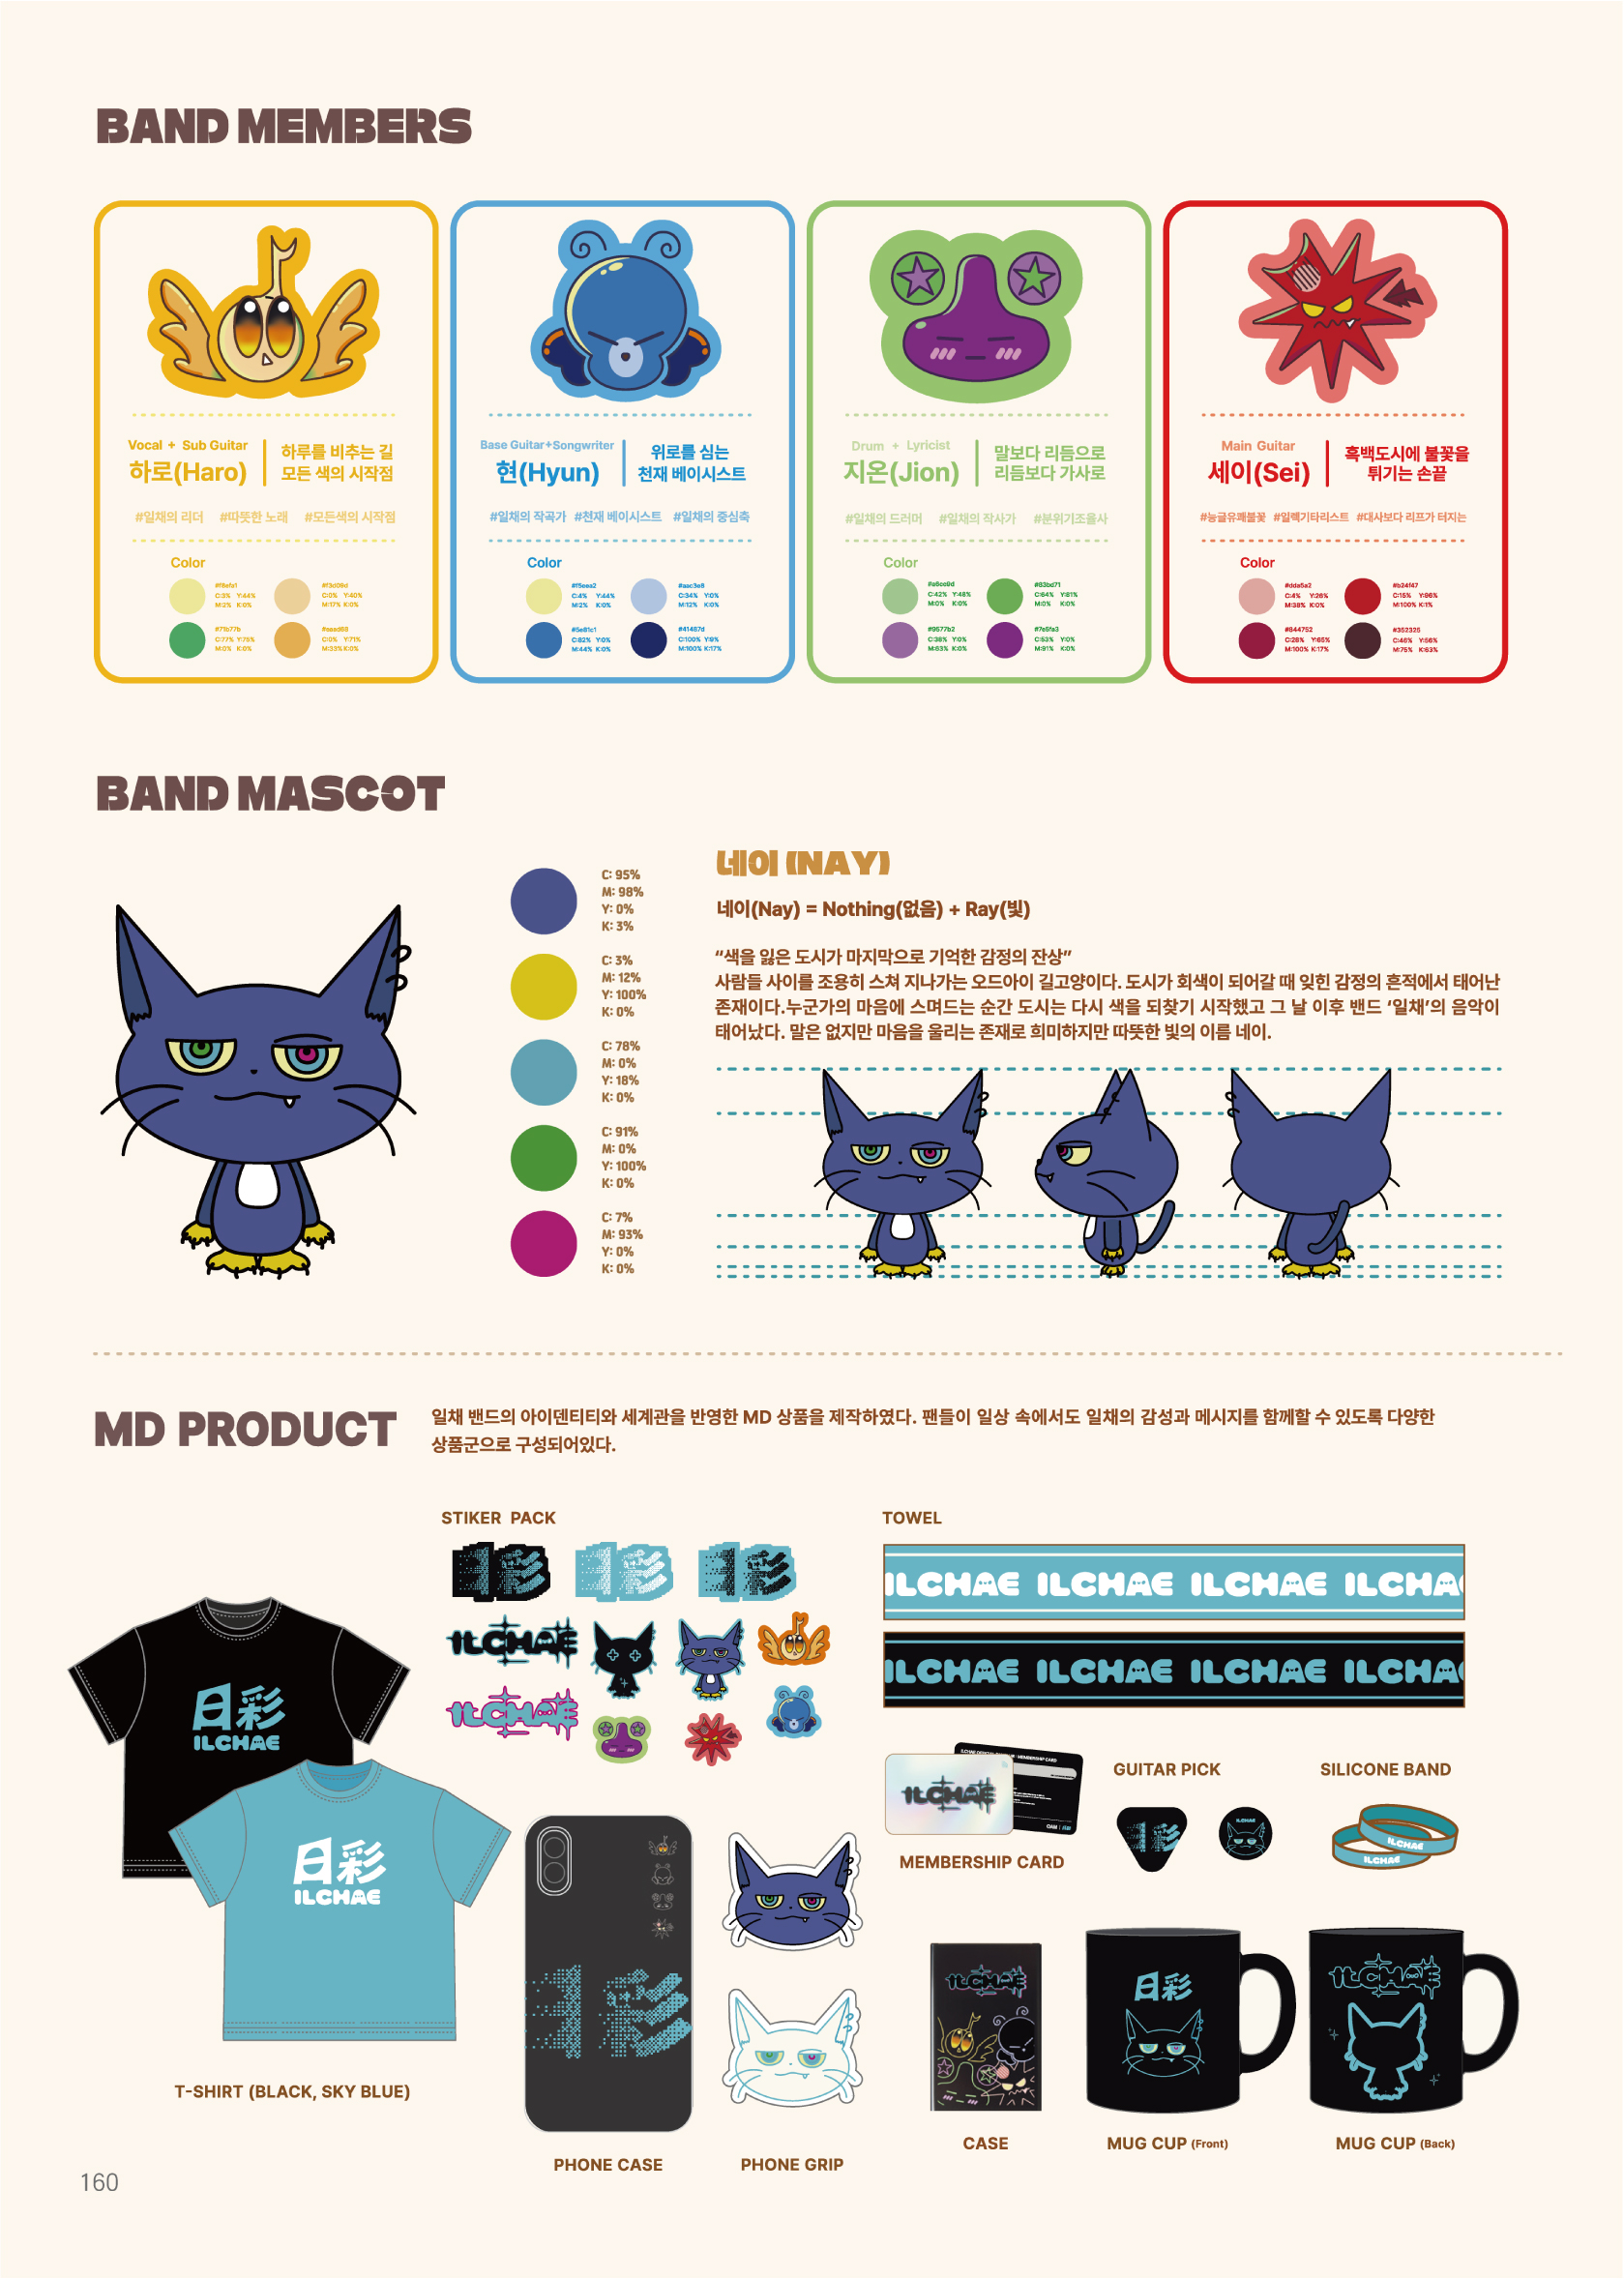 BAND MEMBERS
Vocal + Sub Guitar
하로(Haro)
하루를 비추는 길
모든 색의 시작점
#일채의 리더 #따뜻한 노래 #모든색의 시작점
Color
C:3% Y:44%
M:2% K:0%
C:0% Y:40%
M:17% K:0%
#71b77b
C:77% Y:75%
M:0% K:0%
C:0% Y:71%
M:33% K:0%
Base Guitar+Songwriter
현(Hyun)
위로를 심는
천재 베이시스트
#일채의 작곡가 #천재 베이시스트 #일채의 중심축
Color
#f5eea2
C:4% Y:44%
M:2% K:0%
#aac3e8
C:34% Y:0%
M:12% K:0%
#5e81c1
C:82% Y:0%
M:44% K:0%
#41467d
C:100% Y:9%
M:100% K:17%
Drum + Lyricist
지온(Jion)
말보다 리듬으로
리듬보다 가사로
#일채의 드러머 #일채의 작사가 #분위기조율사
Color
#a6cc9d
C:42% Y:48%
M:0% K:0%
#83bd71
C:64% Y:81%
M:0% K:0%
#9577b2
C:38% Y:0%
M:63% K:0%
#7e5fa3
C:53% Y:0%
M:91% K:0%
Main Guitar
세이(Sei)
흑백도시에 불꽃을
튀기는 손끝
#능글유쾌불꽃 #일렉기타리스트 #대사보다 리프가 터지는
Color
#dda5a2
C:4% Y:26%
M:38% K:0%
#b24f47
C:15% Y:96%
M:100% K:1%
#844752
C:28% Y:65%
M:100% K:17%
#352325
C:46% Y:56%
M:75% K:63%
BAND MASCOT
C: 95%
M: 98%
Y: 0%
K: 3%
C: 3%
M: 12%
Y: 100%
K: 0%
C: 78%
M: 0%
Y: 18%
K: 0%
C: 91%
M: 0%
Y: 100%
K: 0%
C: 7%
M: 93%
Y: 0%
K: 0%
네이 (NAY)
네이(Nay) = Nothing(없음) + Ray(빛)
“색을 잃은 도시가 마지막으로 기억한 감정의 잔상”
사람들 사이를 조용히 스쳐 지나가는 오드아이 길고양이다. 도시가 회색이 되어갈 때 잊힌 감정의 흔적에서 태어난
존재이다.누군가의 마음에 스며드는 순간 도시는 다시 색을 되찾기 시작했고 그 날 이후 밴드 ‘일채’의 음악이
태어났다. 말은 없지만 마음을 울리는 존재로 희미하지만 따뜻한 빛의 이름 네이.
MD PRODUCT
일채 밴드의 아이덴티티와 세계관을 반영한 MD 상품을 제작하였다. 팬들이 일상 속에서도 일채의 감성과 메시지를 함께할 수 있도록 다양한
상품군으로 구성되어있다.
STIKER PACK
日彩 日彩 日彩
ILCHAE
ILCHAE
TOWEL
ILCHAE ILCHAE ILCHAE ILCHA
ILCHAE ILCHAE ILCHAE ILCHA
日彩
ILCHAE
日彩
ILCHAE
T-SHIRT (BLACK, SKY BLUE)
日彩
PHONE CASE
PHONE GRIP
MEMBERSHIP CARD
ILCHAE
MEMBERSHIP CARD
GUITAR PICK
日彩
ILCHAE
SILICONE BAND
ILCHAE
ILCHAE
ILCHAE
CASE
日彩
MUG CUP (Front)
ILCHAE
MUG CUP (Back)
160